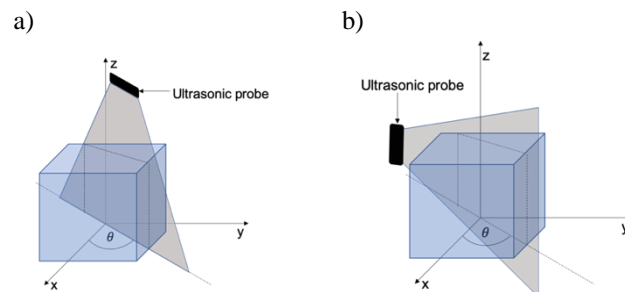 a)
z
Ultrasonic probe
y
θ
x
b)
z
Ultrasonic probe
y
θ
x